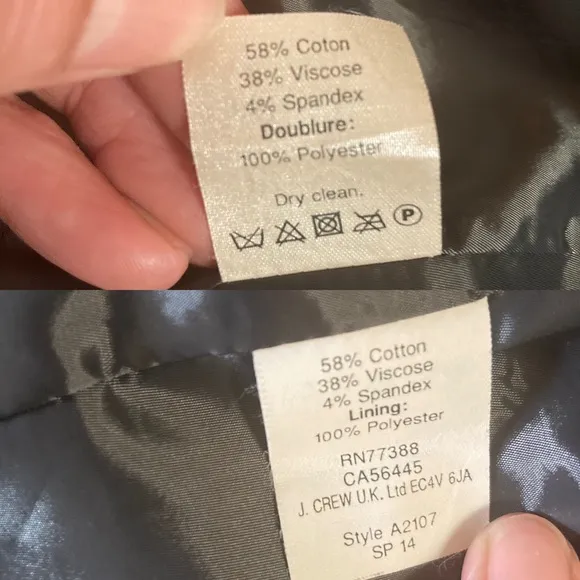 58% Coton
38% Viscose
4% Spandex
Doublure:
100% Polyester
Dry clean.
P
58% Cotton
38% Viscose
4% Spandex
Lining:
100% Polyester
RN77388
CA56445
J. CREW U.K. Ltd EC4V 6JA
Style A2107
SP 14